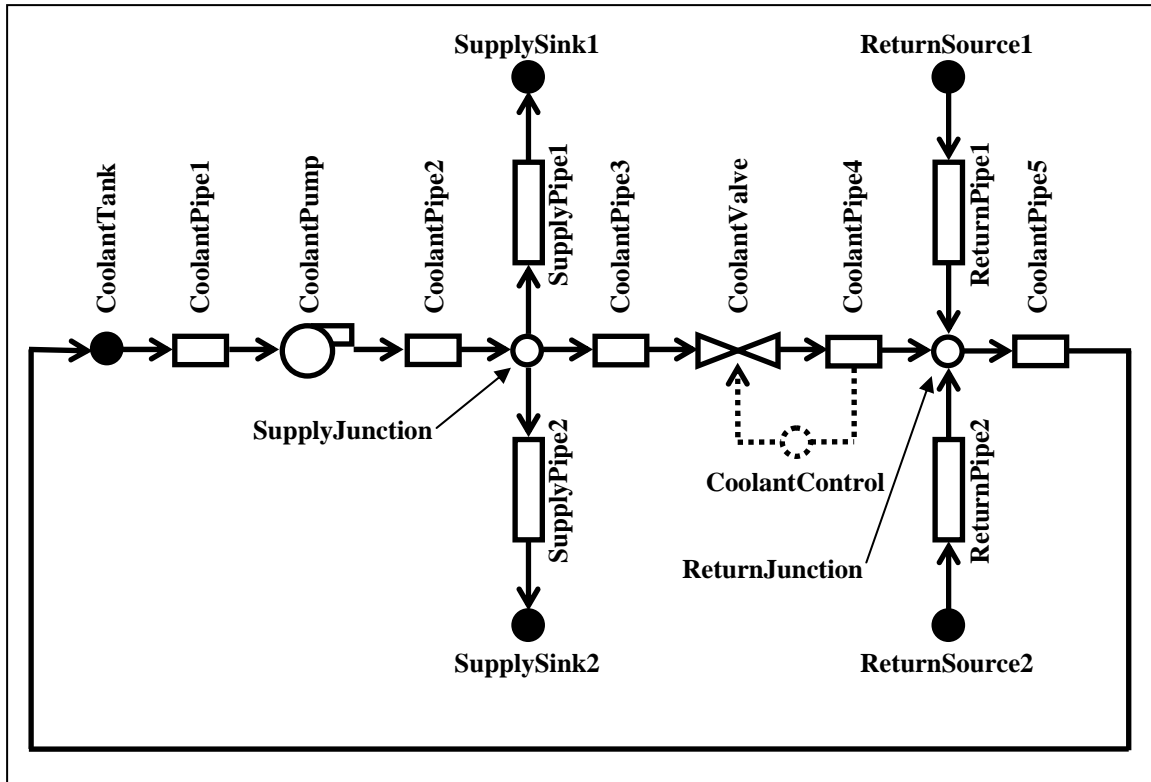 SupplySink1
ReturnSource1
CoolantTank
CoolantPipe1
CoolantPump
CoolantPipe2
SupplyPipe1
CoolantPipe3
CoolantValve
CoolantPipe4
ReturnPipe1
CoolantPipe5
SupplyJunction
SupplyPipe2
CoolantControl
ReturnPipe2
ReturnJunction
SupplySink2
ReturnSource2